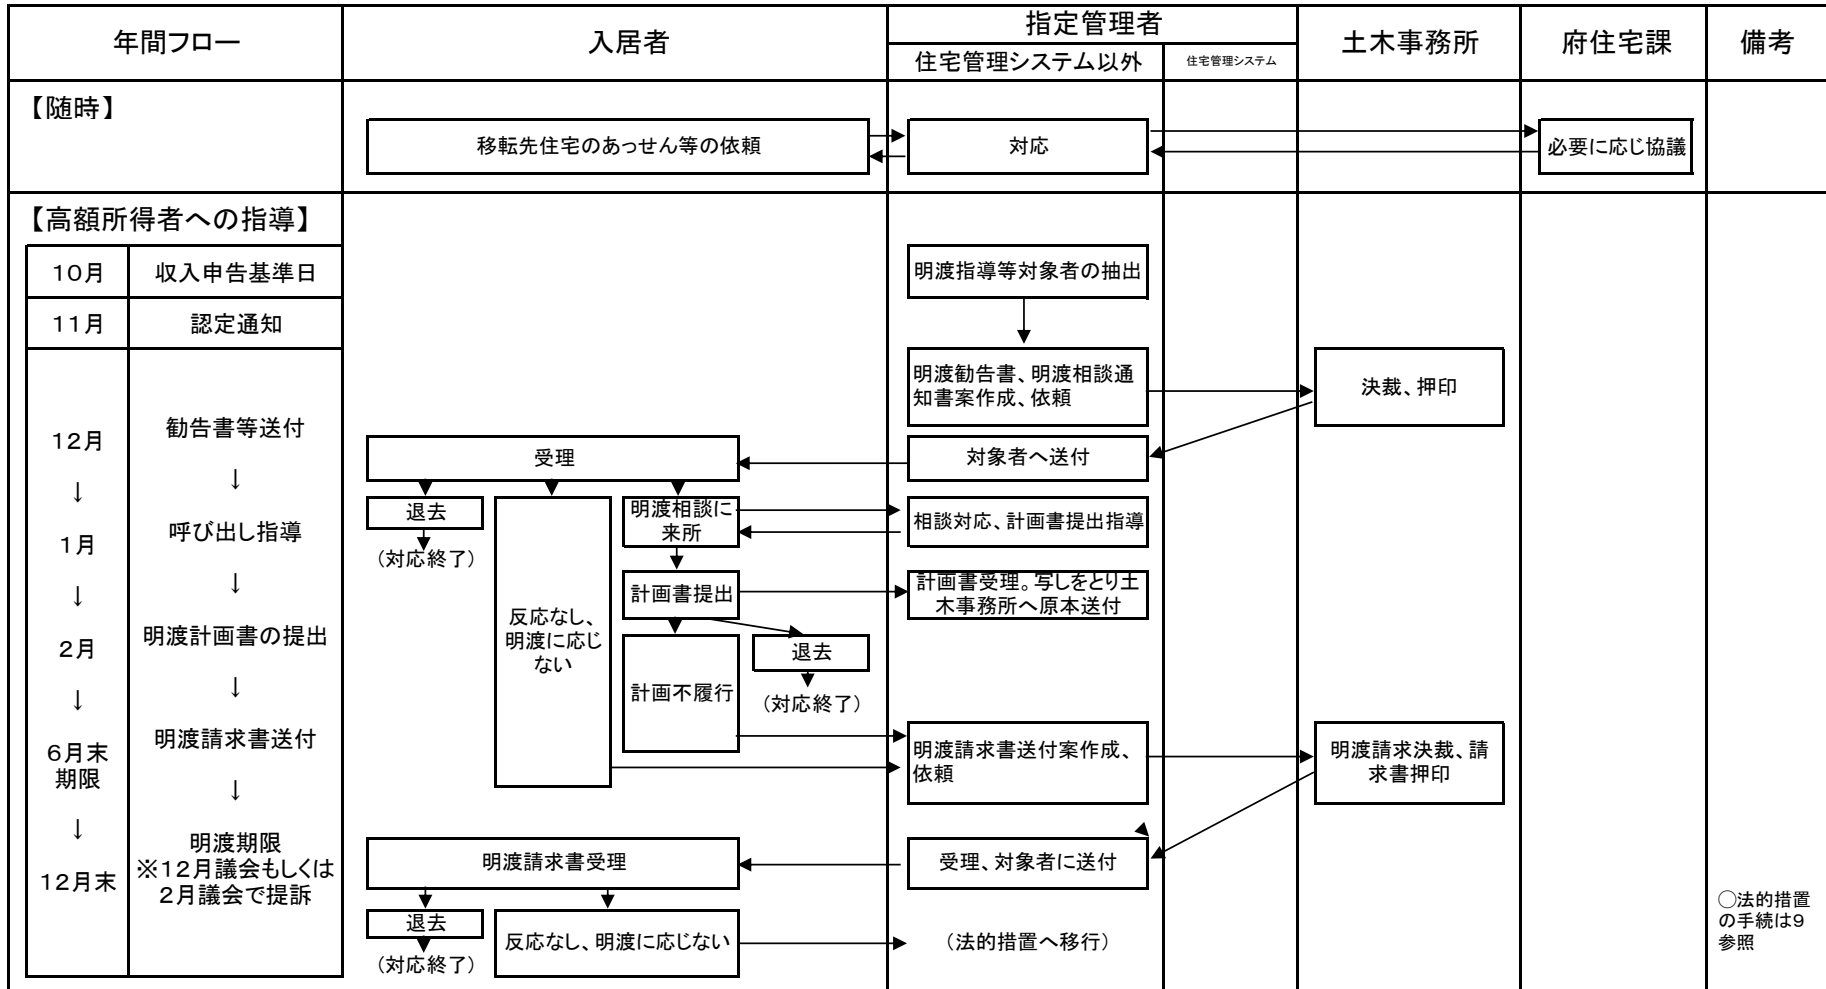 年間フロー
入居者
指定管理者
住宅管理システム以外
住宅管理システム
土木事務所
府住宅課
備考
【随時】
移転先住宅のあっせん等の依頼
対応
必要に応じ協議
【高額所得者への指導】
10月
収入申告基準日
明渡指導等対象者の抽出
11月
認定通知
明渡勧告書、明渡相談通
知書案作成、依頼
決裁、押印
12月
↓
1月
↓
2月
↓
6月末
期限
↓
12月末
勧告書等送付
↓
呼び出し指導
↓
明渡計画書の提出
↓
明渡請求書送付
↓
明渡期限
※12月議会もしくは
2月議会で提訴
受理
対象者へ送付
退去
(対応終了)
反応なし、
明渡に応じ
ない
明渡相談に
来所
相談対応、計画書提出指導
計画書提出
計画書受理。写しをとり土
木事務所へ原本送付
計画不履行
退去
(対応終了)
明渡請求書送付案作成、
依頼
明渡請求決裁、請
求書押印
明渡請求書受理
受理、対象者に送付
退去
(対応終了)
反応なし、明渡に応じない
(法的措置へ移行)
○法的措置
の手続は9
参照